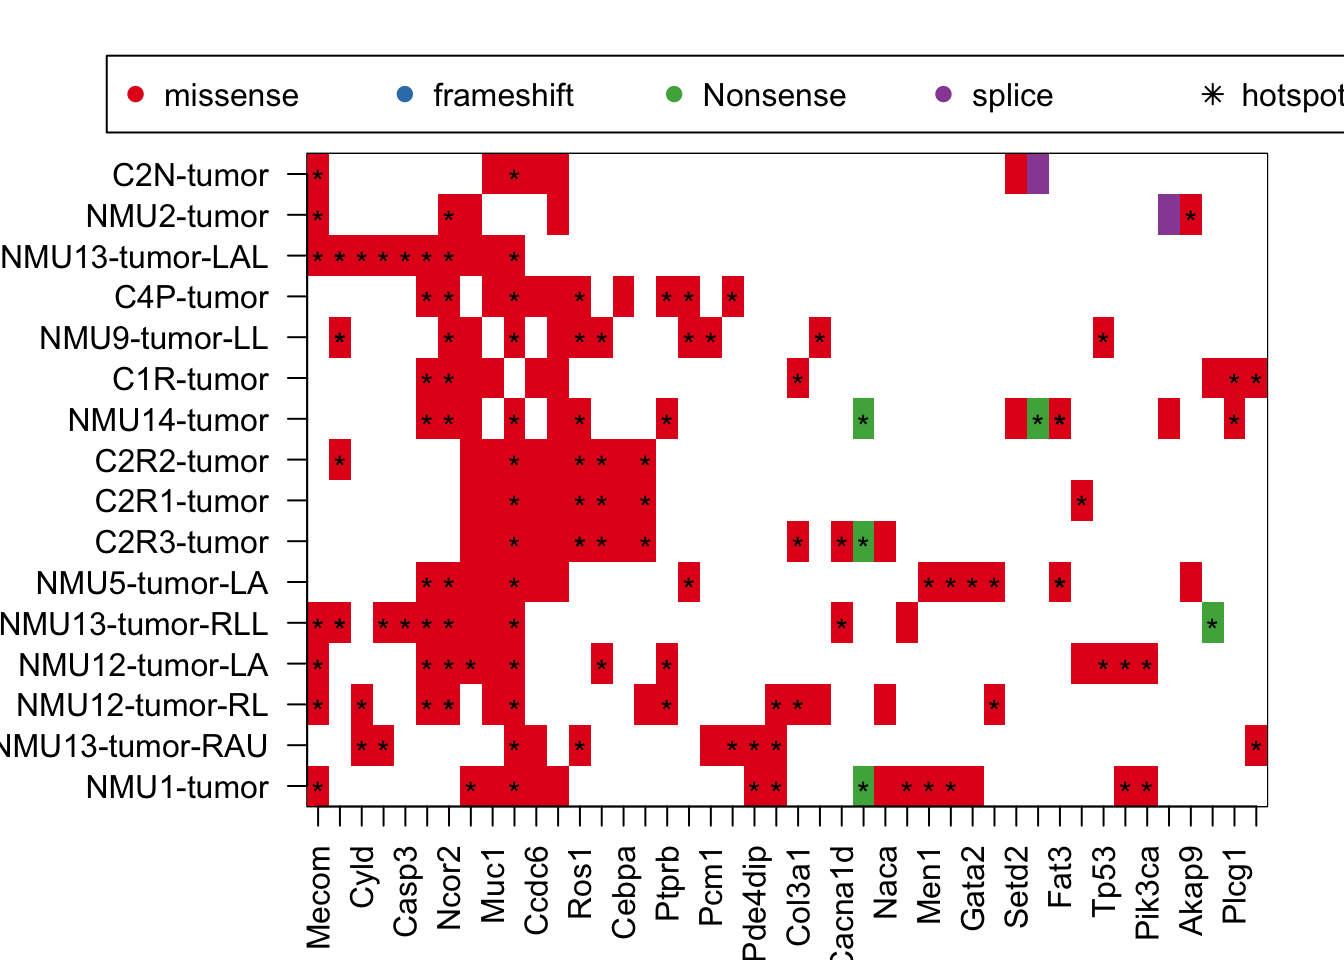 missense frameshift Nonsense splice hotspot
C2N-tumor
NMU2-tumor
NMU13-tumor-LAL
C4P-tumor
NMU9-tumor-LL
C1R-tumor
NMU14-tumor
C2R2-tumor
C2R1-tumor
C2R3-tumor
NMU5-tumor-LA
NMU13-tumor-RLL
NMU12-tumor-LA
NMU12-tumor-RL
NMU13-tumor-RAU
NMU1-tumor
Mecom
Cyld
Casp3
Ncor2
Muc1
Ccdc6
Ros1
Cebpa
Ptprb
Pcm1
Pde4dip
Col3a1
Cacna1d
Naca
Men1
Gata2
Setd2
Fat3
Tp53
Pik3ca
Akap9
Plcg1